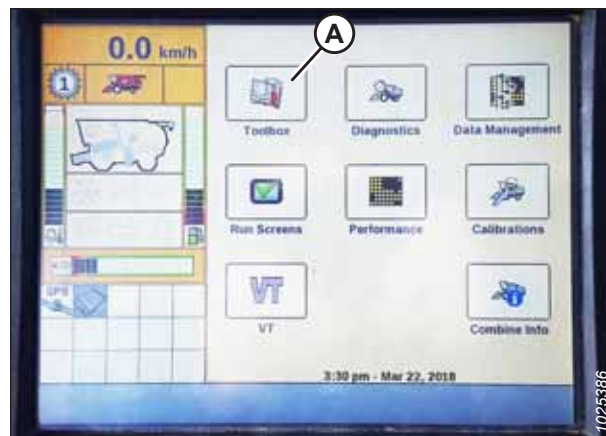 A
0.0 km/h
1
Toolbox
Diagnostics
Data Management
Run Screens
Performance
Calibrations
GPS
VT
VT
Combine Info
3:30 pm - Mar 22, 2018
1025386